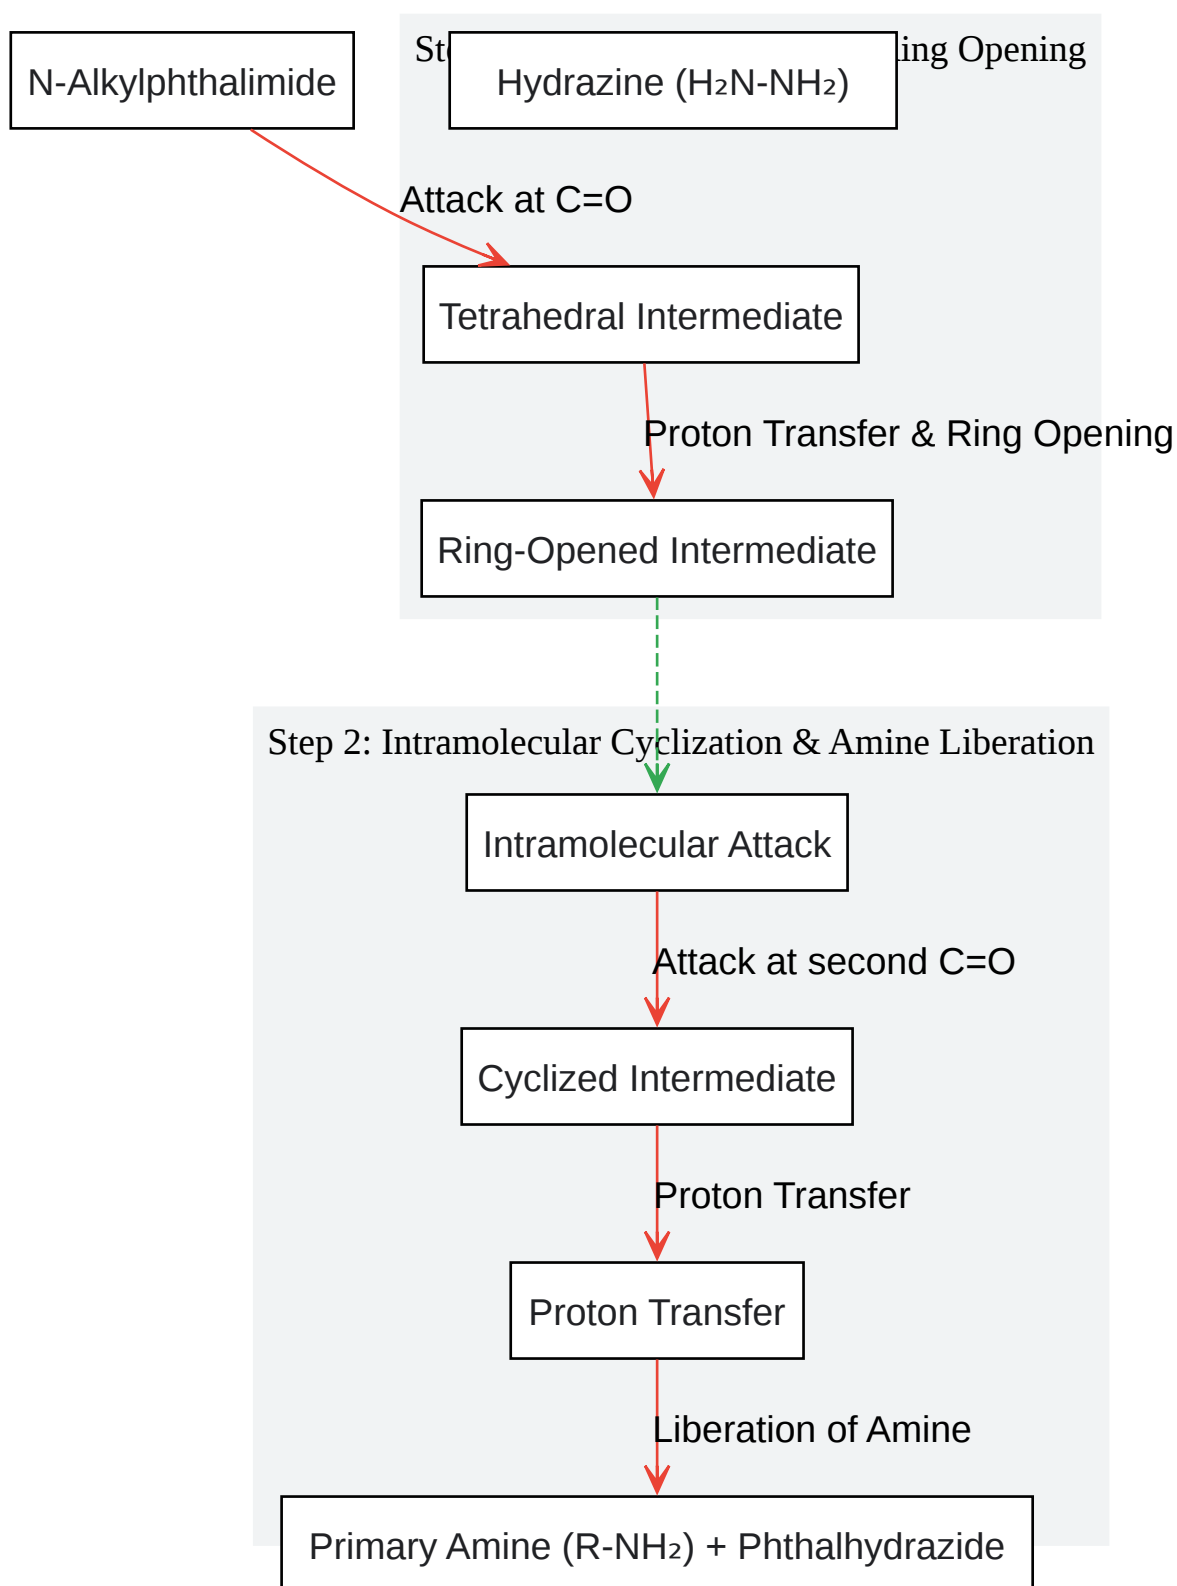 N-Alkylphthalimide
Hydrazine (H₂N-NH₂)
ing Opening
Attack at C=O
Tetrahedral Intermediate
Proton Transfer & Ring Opening
Ring-Opened Intermediate
Step 2: Intramolecular Cyclization & Amine Liberation
Intramolecular Attack
Attack at second C=O
Cyclized Intermediate
Proton Transfer
Proton Transfer
Liberation of Amine
Primary Amine (R-NH₂) + Phthalhydrazide